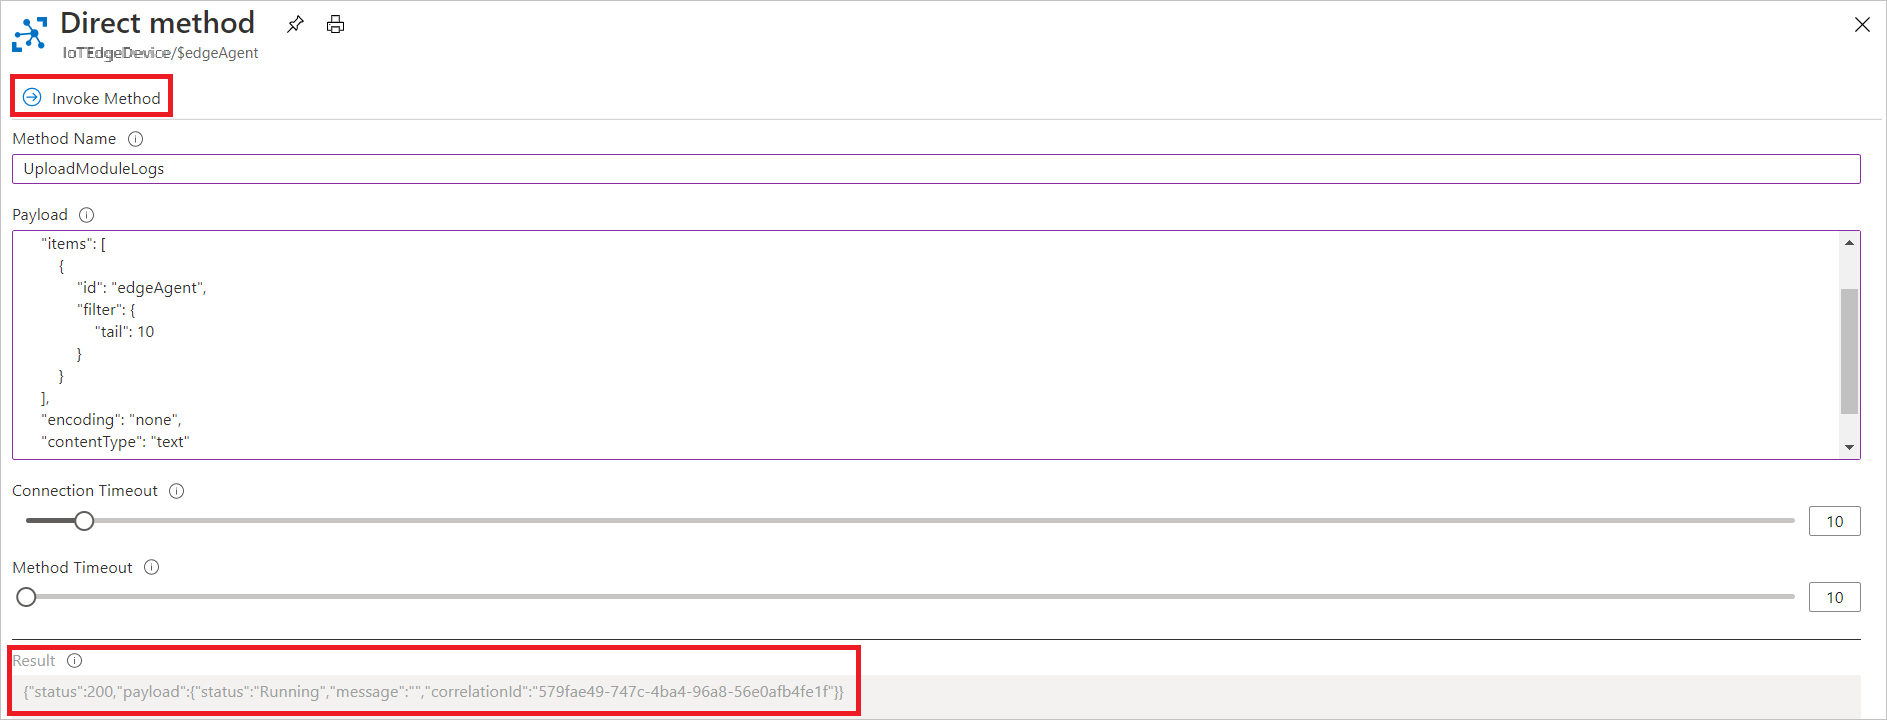 Direct method
IoTEdgeDevice/$edgeAgent
Invoke Method
Method Name
UploadModuleLogs
Payload
"items": [
{
"id": "edgeAgent",
"filter": {
"tail": 10
}
}
],
"encoding": "none",
"contentType": "text"
Connection Timeout
10
Method Timeout
10
Result
{"status":200,"payload":{"status":"Running","message":"","correlationId":"579fae49-747c-4ba4-96a8-56e0afb4fe1f"}}